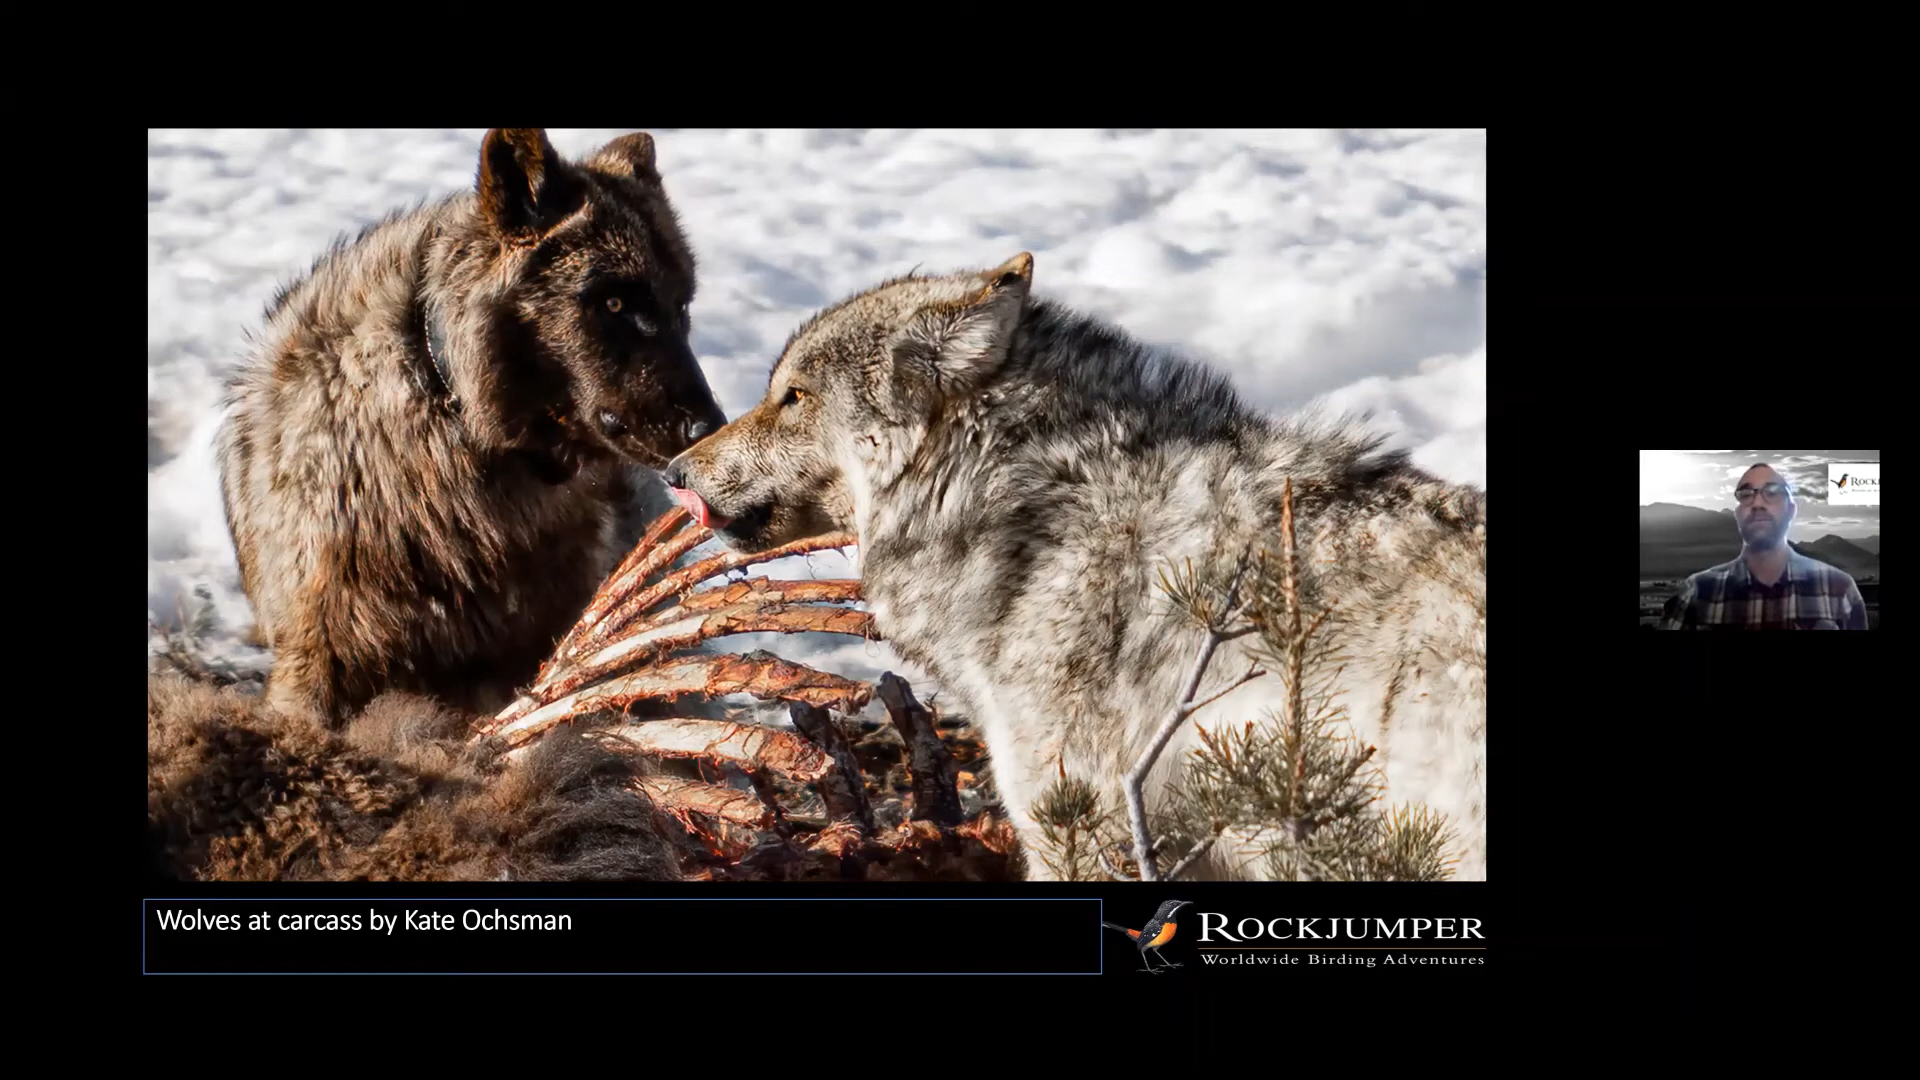 Wolves at carcass by Kate Ochsman
ROCKJUMPER
Worldwide Birding Adventures